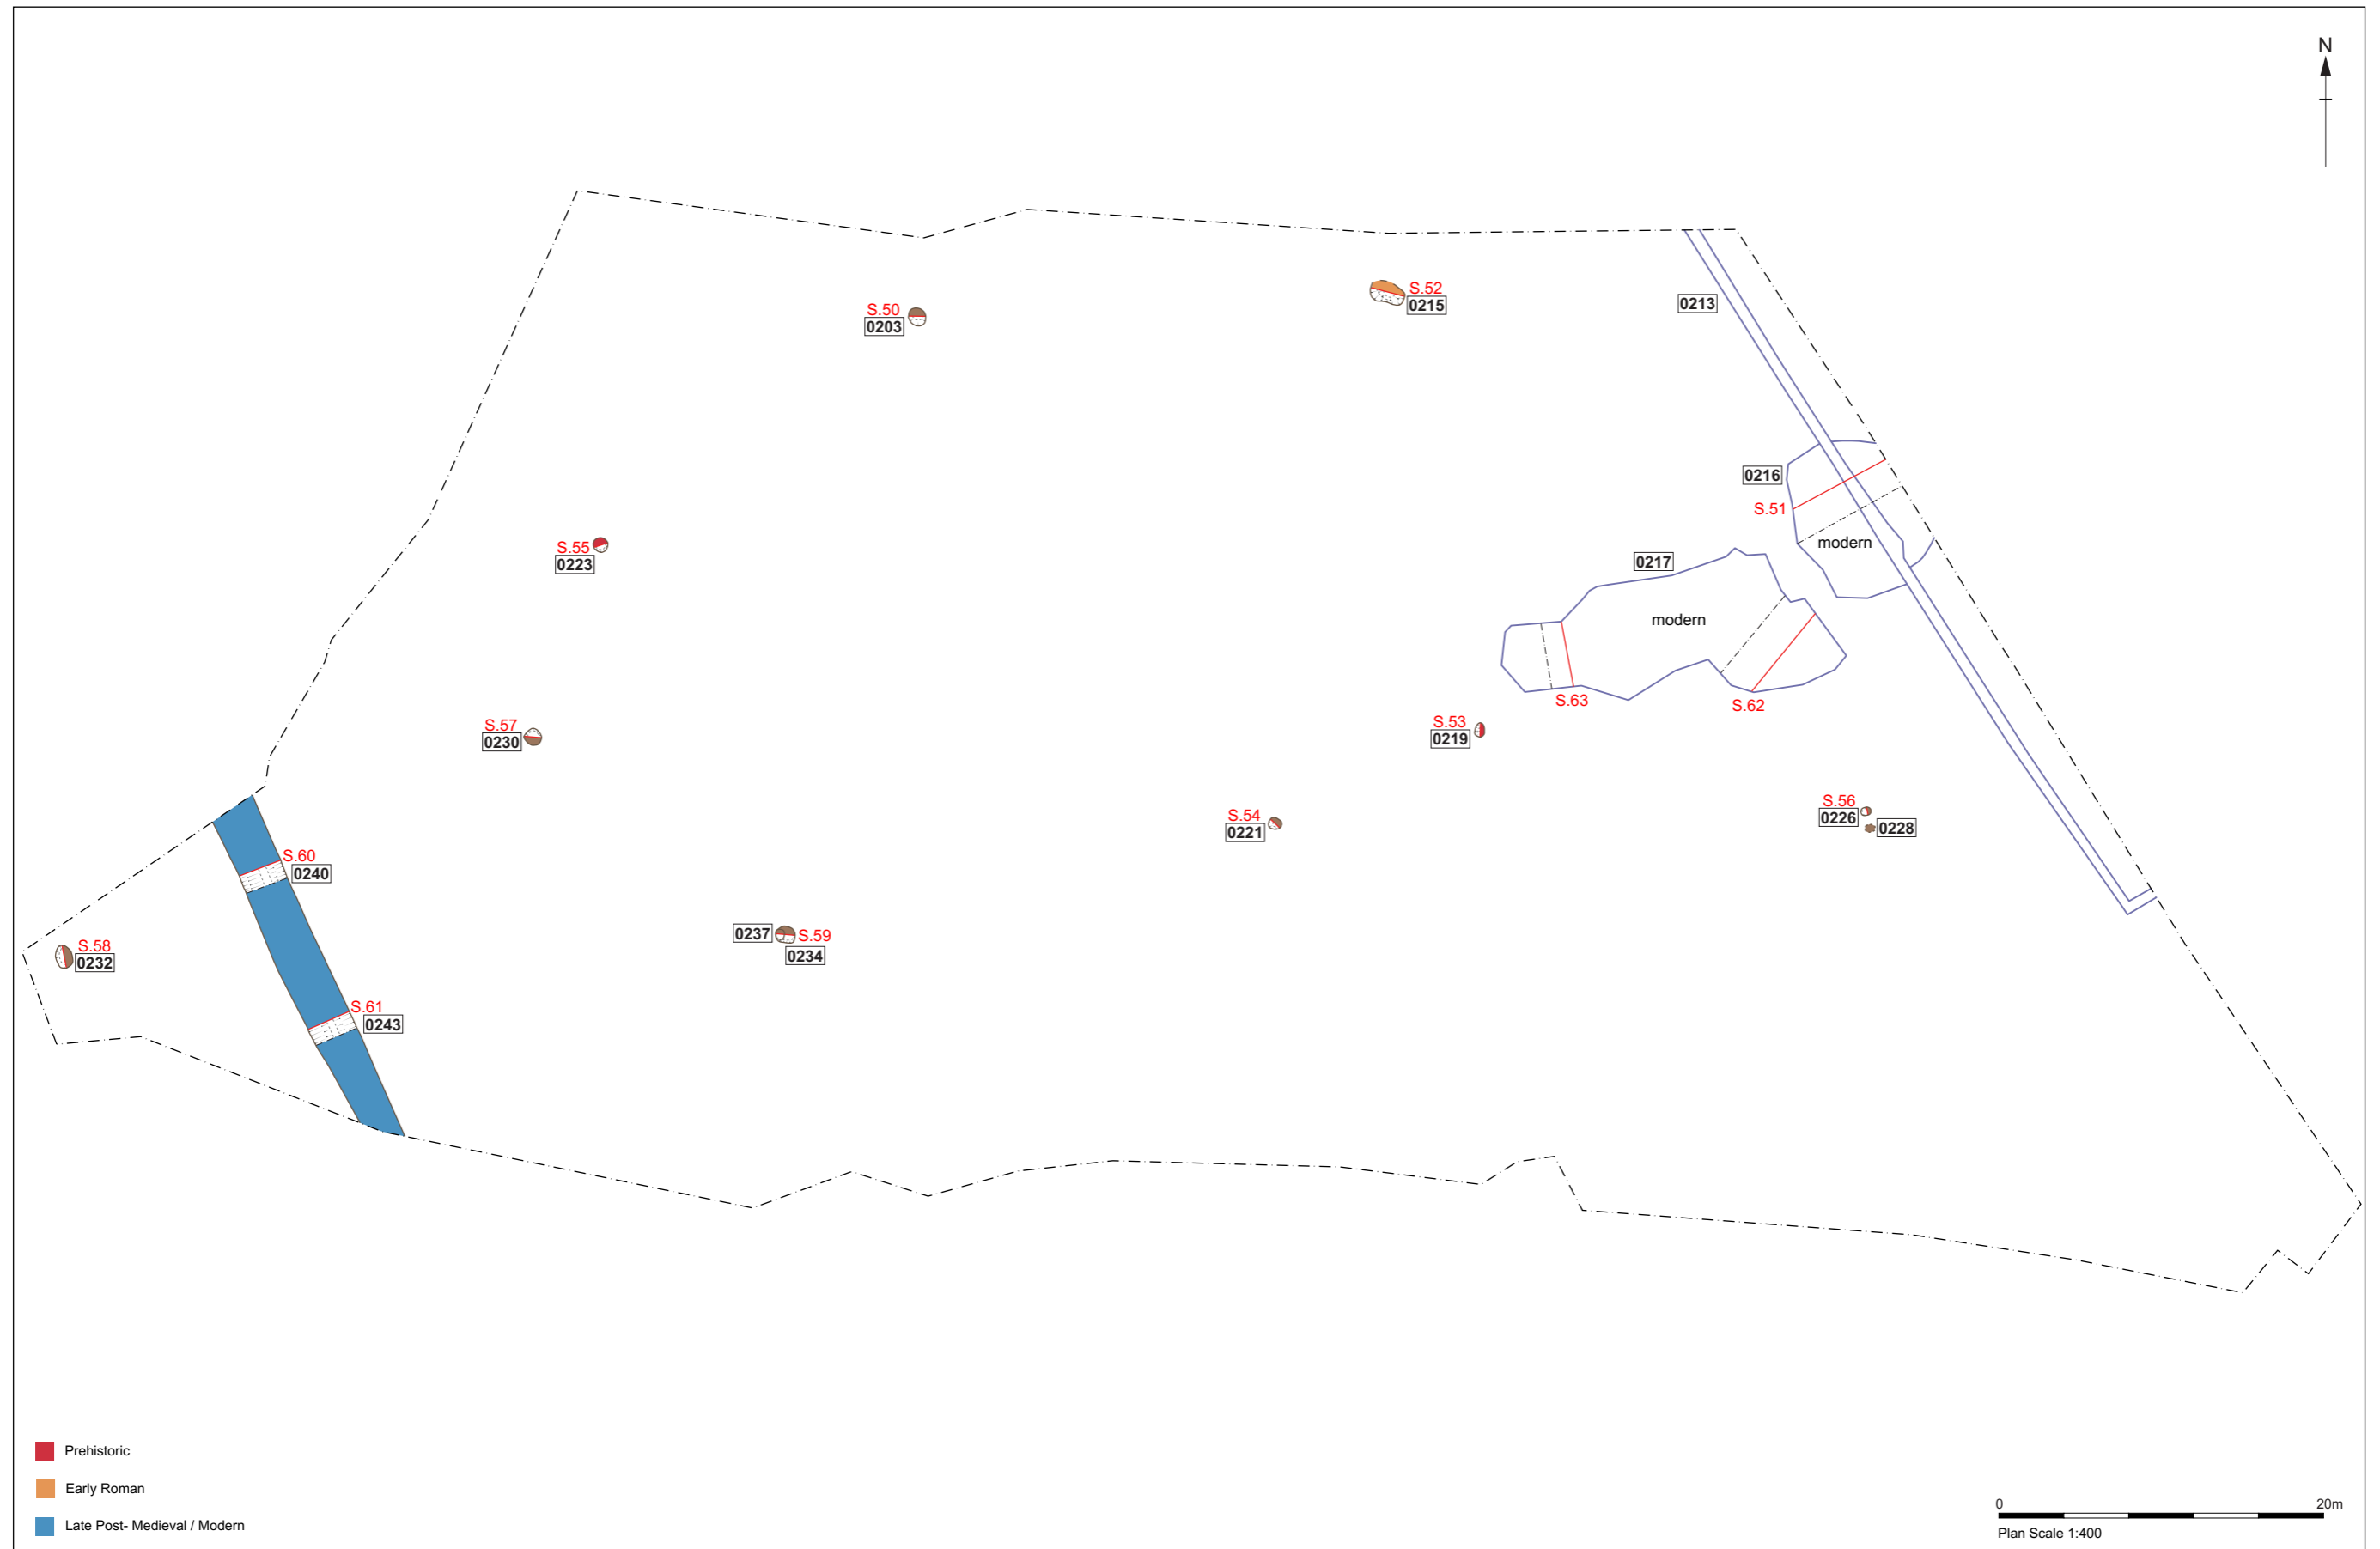 N
S.50
0203
S.52
0215
0213
0216
S.51
modern
S.55
0223
0217
modern
S.63
S.62
S.57
0230
S.53
0219
S.54
0221
S.56
0226
0228
S.60
0240
S.58
0232
0237
S.59
0234
S.61
0243
Prehistoric
Early Roman
Late Post- Medieval / Modern
0 20m
Plan Scale 1:400